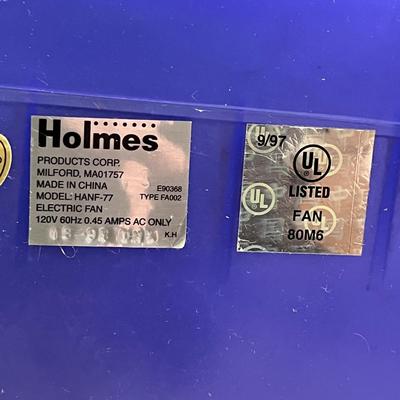 Holmes
PRODUCTS CORP.
MILFORD, MA01757
MADE IN CHINA E90368
MODEL: HANF-77 TYPE FA002
ELECTRIC FAN
120V 60Hz 0.45 AMPS AC ONLY
K.H
9/97
UL
LISTED
FAN
80M6